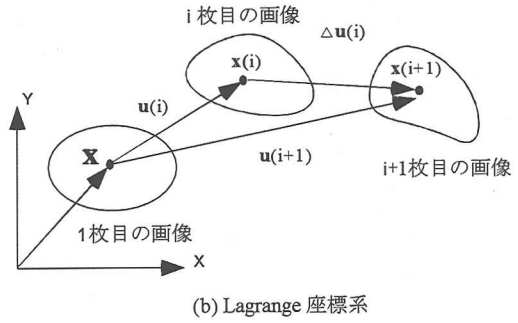 i 枚目の画像
△u(i)
x(i)
x(i+1)
Y
u(i)
u(i+1)
X
i+1枚目の画像
1枚目の画像
X
(b) Lagrange 座標系